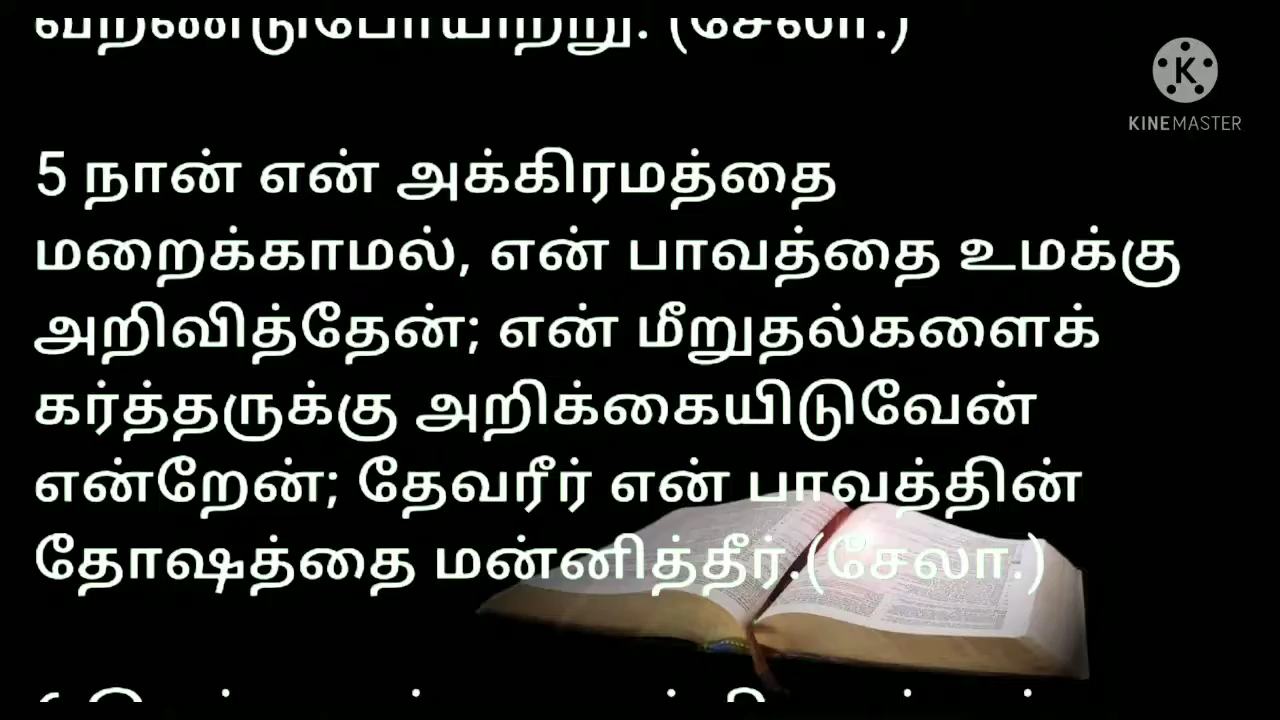 வறண்டுபோயிற்று. (சேலா.)
KINEMASTER
5 நான் என் அக்கிரமத்தை
மறைக்காமல், என் பாவத்தை உமக்கு
அறிவித்தேன்; என் மீறுதல்களைக்
கர்த்தருக்கு அறிக்கையிடுவேன்
என்றேன்; தேவரீர் என் பாவத்தின்
தோஷத்தை மன்னித்தீர்.(சேலா.)